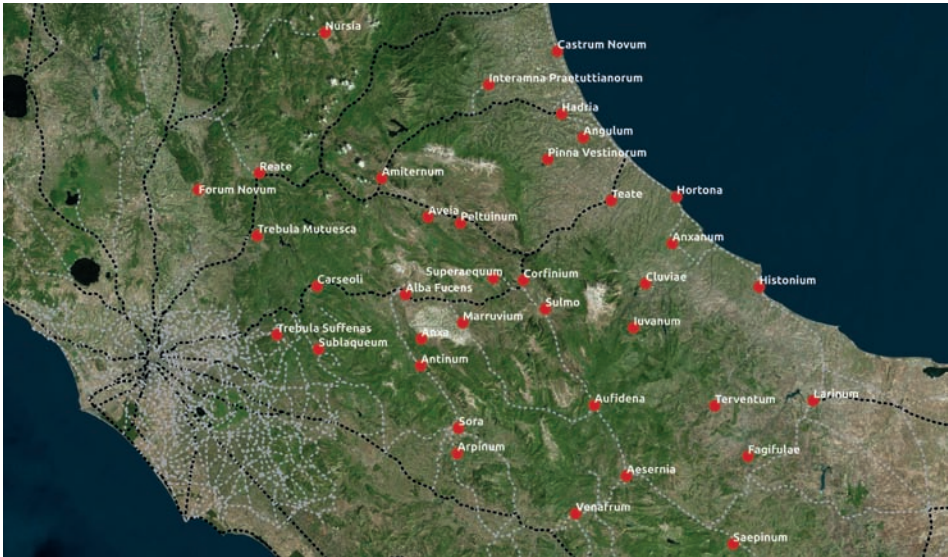 Nursia
Castrum Novum
Interamna Praetuttianorum
Hadria
Angulum
Pinna Vestinorum
Reate
Amiternum
Forum Novum
Teate
Hortona
Aveia
Peltuinum
Trebula Mutuesca
Anxanum
Superaequum
Corfinium
Carseoli
Cluviae
Histonium
Alba Fucens
Sulmo
Marruvium
Iuvanum
Trebula Suffenas
Anxa
Sublaqueum
Antinum
Aufidena
Terventum
Larinum
Sora
Arpinum
Fagifulae
Aesernia
Venafrum
Saepinum